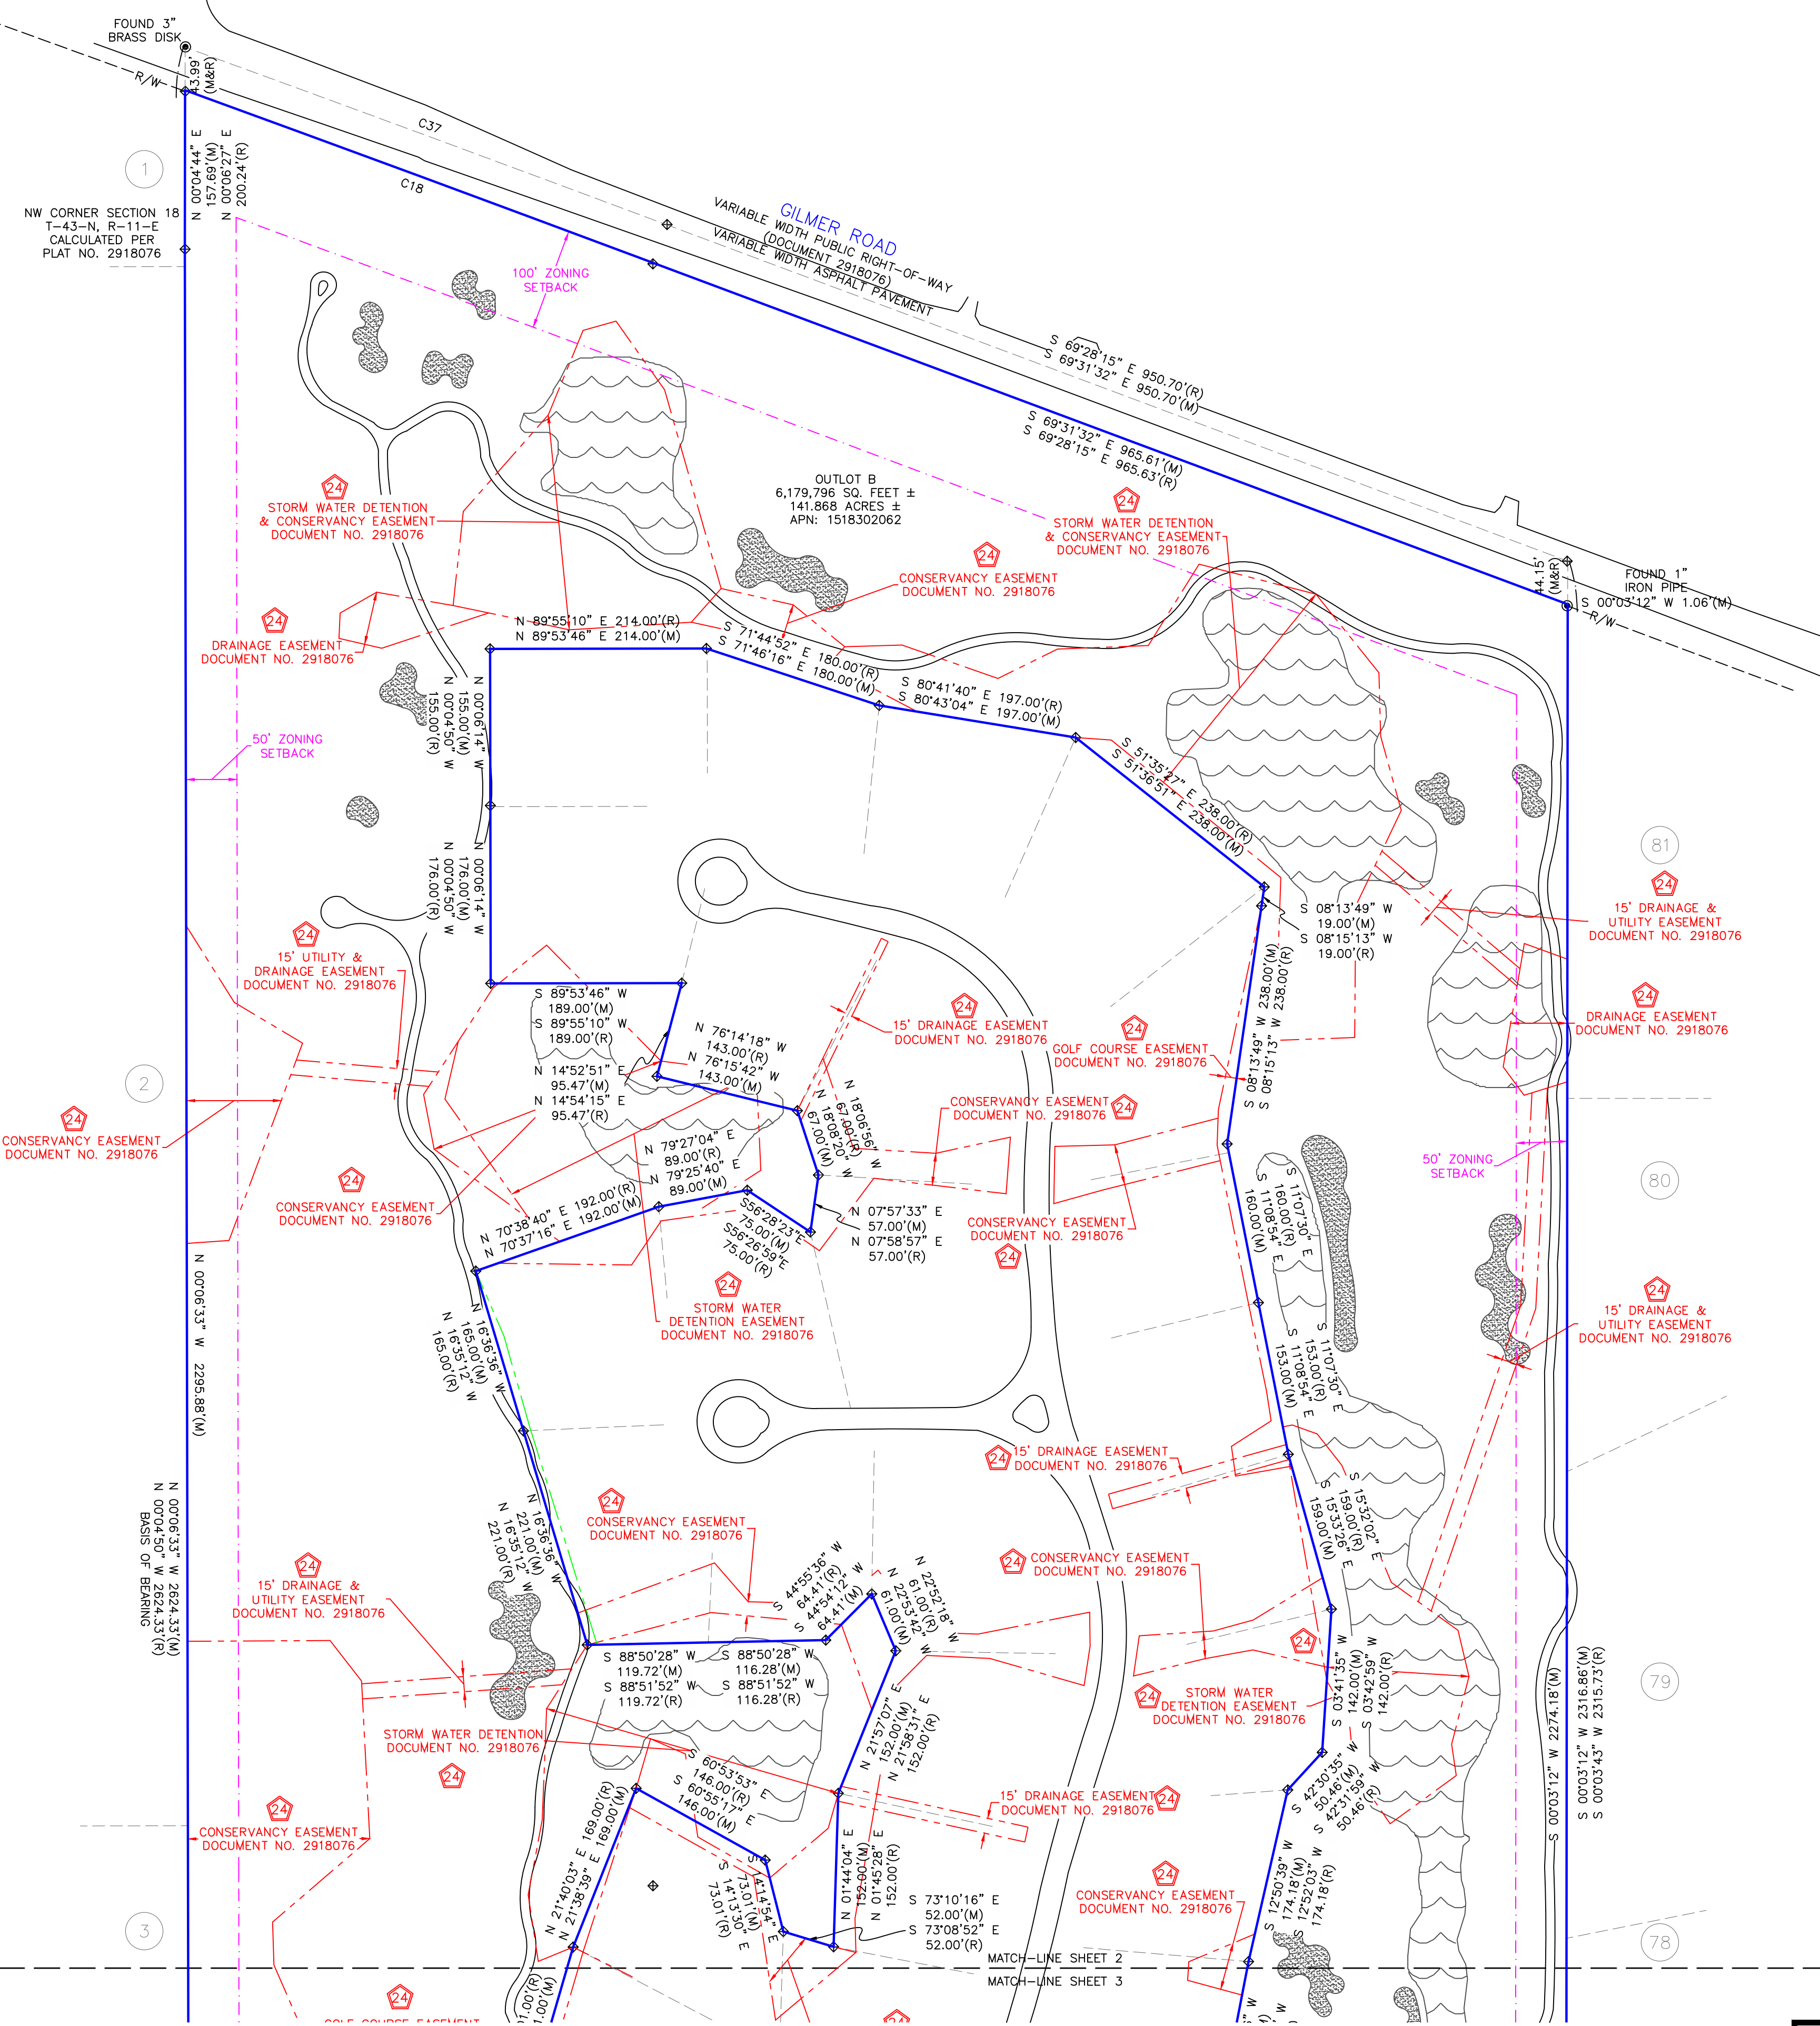 FOUND 3"
BRASS DISK
R/W
43.99'
(M&R)
C37
C18
1
N 00°04'44" E
157.69'(M)
N 00°06'27" E
200.24'(R)
NW CORNER SECTION 18
T-43-N, R-11-E
CALCULATED PER
PLAT NO. 2918076
GILMER ROAD
VARIABLE WIDTH PUBLIC RIGHT-OF-WAY
(DOCUMENT 2918076)
VARIABLE WIDTH ASPHALT PAVEMENT
100' ZONING
SETBACK
S 69°28'15" E 950.70'(R)
S 69°31'32" E 950.70'(M)
S 69°31'32" E 965.61'(M)
S 69°28'15" E 965.63'(R)
OUTLOT B
6,179,796 SQ. FEET ±
141.868 ACRES ±
APN: 1518302062
24
STORM WATER DETENTION
& CONSERVANCY EASEMENT
DOCUMENT NO. 2918076
24
STORM WATER DETENTION
& CONSERVANCY EASEMENT
DOCUMENT NO. 2918076
24
CONSERVANCY EASEMENT
DOCUMENT NO. 2918076
44.15'
(M&R)
FOUND 1"
IRON PIPE
S 00°03'12" W 1.06'(M)
R/W
24
DRAINAGE EASEMENT
DOCUMENT NO. 2918076
N 89°55'10" E 214.00'(R)
N 89°53'46" E 214.00'(M)
S 71°44'52" E 180.00'(R)
S 71°46'16" E 180.00'(M)
S 80°41'40" E 197.00'(R)
S 80°43'04" E 197.00'(M)
S 51°35'27" E 238.00'(R)
S 51°36'51" E 238.00'(M)
50' ZONING
SETBACK
N 00°06'14" W
155.00'(M)
N 00°04'50" W
155.00'(R)
N 00°06'14" W
176.00'(M)
N 00°04'50" W
176.00'(R)
81
24
15' DRAINAGE &
UTILITY EASEMENT
DOCUMENT NO. 2918076
S 08°13'49" W
19.00'(M)
S 08°15'13" W
19.00'(R)
24
15' UTILITY &
DRAINAGE EASEMENT
DOCUMENT NO. 2918076
S 89°53'46" W
189.00'(M)
S 89°55'10" W
189.00'(R)
N 76°14'18" W
143.00'(R)
N 76°15'42" W
143.00'(M)
24
15' DRAINAGE EASEMENT
DOCUMENT NO. 2918076
24
GOLF COURSE EASEMENT
DOCUMENT NO. 2918076
S 08°13'49" W 238.00'(M)
S 08°15'13" W 238.00'(R)
24
DRAINAGE EASEMENT
DOCUMENT NO. 2918076
2
N 14°52'51" E
95.47'(M)
N 14°54'15" E
95.47'(R)
N 18°06'56" W
67.00'(R)
N 18°08'20" W
67.00'(M)
CONSERVANCY EASEMENT
DOCUMENT NO. 2918076
24
24
CONSERVANCY EASEMENT
DOCUMENT NO. 2918076
24
CONSERVANCY EASEMENT
DOCUMENT NO. 2918076
N 79°27'04" E
89.00'(R)
N 79°25'40" E
89.00'(M)
50' ZONING
SETBACK
80
N 70°38'40" E 192.00'(R)
N 70°37'16" E 192.00'(M)
S56°28'23"E
75.00'(M)
S56°26'59"E
75.00'(R)
N 07°57'33" E
57.00'(M)
N 07°58'57" E
57.00'(R)
CONSERVANCY EASEMENT
DOCUMENT NO. 2918076
24
S 11°07'30" E
160.00'(R)
S 11°08'54" E
160.00'(M)
N 00°06'33" W  2295.88'(M)
24
STORM WATER
DETENTION EASEMENT
DOCUMENT NO. 2918076
24
15' DRAINAGE &
UTILITY EASEMENT
DOCUMENT NO. 2918076
N 16°36'36" W
165.00'(M)
N 16°35'12" W
165.00'(R)
S 11°07'30" E
153.00'(R)
S 11°08'54" E
153.00'(M)
24
15' DRAINAGE EASEMENT
DOCUMENT NO. 2918076
N 00°06'33" W 2624.33'(M)
N 00°04'50" W 2624.33'(R)
BASIS OF BEARING
N 16°36'36" W
221.00'(M)
N 16°35'12" W
221.00'(R)
24
CONSERVANCY EASEMENT
DOCUMENT NO. 2918076
S 15°32'02" E
159.00'(R)
S 15°33'26" E
159.00'(M)
24
15' DRAINAGE &
UTILITY EASEMENT
DOCUMENT NO. 2918076
S 44°55'36" W
64.41'(R)
S 44°54'12" W
64.41'(M)
N 22°52'18" W
61.00'(R)
N 22°53'42" W
61.00'(M)
24
CONSERVANCY EASEMENT
DOCUMENT NO. 2918076
S 88°50'28" W
119.72'(M)
S 88°51'52" W
119.72'(R)
S 88°50'28" W
116.28'(M)
S 88°51'52" W
116.28'(R)
24
S 03°41'35" W
142.00'(M)
S 03°42'59" W
142.00'(R)
24
STORM WATER
DETENTION EASEMENT
DOCUMENT NO. 2918076
79
S 00°03'12" W 2274.18'(M)
S 00°03'12" W 2316.86'(M)
S 00°03'43" W 2315.73'(R)
STORM WATER DETENTION
DOCUMENT NO. 2918076
24
N 21°57'07" E
152.00'(M)
N 21°58'31" E
152.00'(R)
S 60°53'53" E
146.00'(R)
S 60°55'17" E
146.00'(M)
15' DRAINAGE EASEMENT
DOCUMENT NO. 2918076
24
S 42°30'35" W
50.46'(M)
S 42°31'59" W
50.46'(R)
24
CONSERVANCY EASEMENT
DOCUMENT NO. 2918076
N 21°40'03" E 169.00'(R)
N 21°38'39" E 169.00'(M)
S 14°14'54" E
73.01'(M)
S 14°13'30" E
73.01'(R)
N 01°44'04" E
152.00'(M)
N 01°45'28" E
152.00'(R)
S 73°10'16" E
52.00'(M)
S 73°08'52" E
52.00'(R)
24
CONSERVANCY EASEMENT
DOCUMENT NO. 2918076
S 12°50'39" W
174.18'(M)
S 12°52'03" W
174.18'(R)
3
78
MATCH-LINE SHEET 2
MATCH-LINE SHEET 3
24
GOLF COURSE EASEMENT
24
1.00'(R)
1.00'(M)